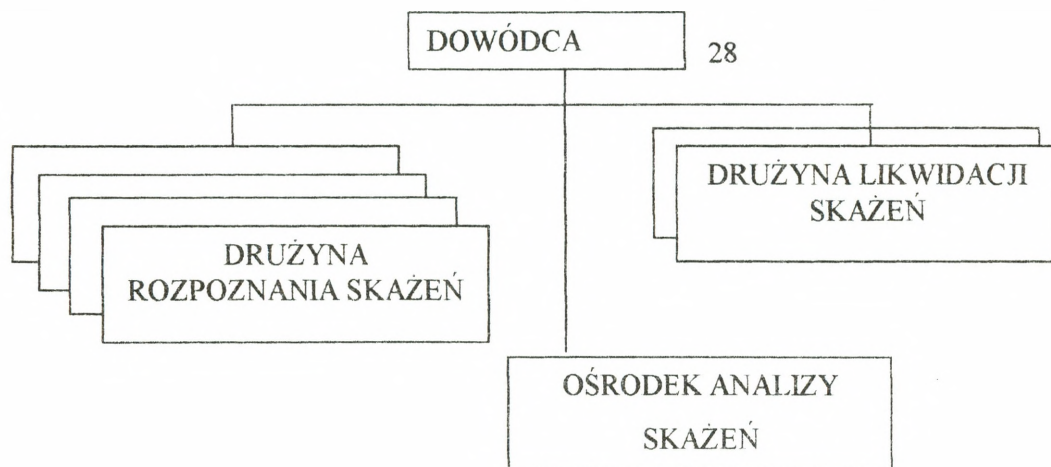 DOWÓDCA
28
DRUŻYNA LIKWIDACJI
SKAŻEŃ
DRUŻYNA
ROZPOZNANIA SKAŻEŃ
OŚRODEK ANALIZY
SKAŻEŃ